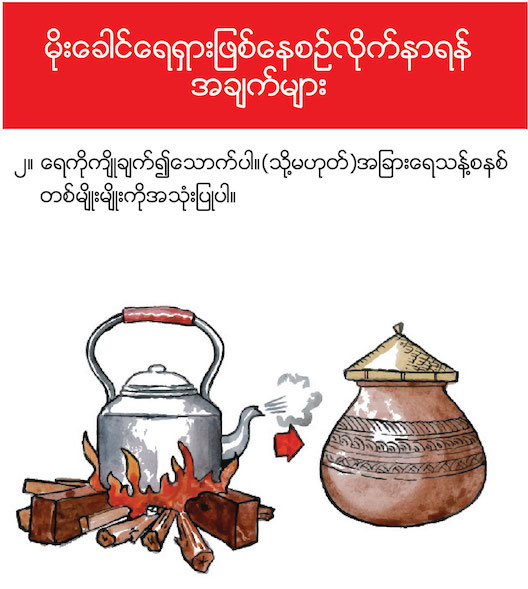 မိုးခေါင်ရေရှားဖြစ်နေစဉ်လိုက်နာရန်
အချက်များ
၂။ ရေကိုကျိုချက်၍သောက်ပါ။(သို့မဟုတ်)အခြားရေသန့်စနစ်
တစ်မျိုးမျိုးကိုအသုံးပြုပါ။